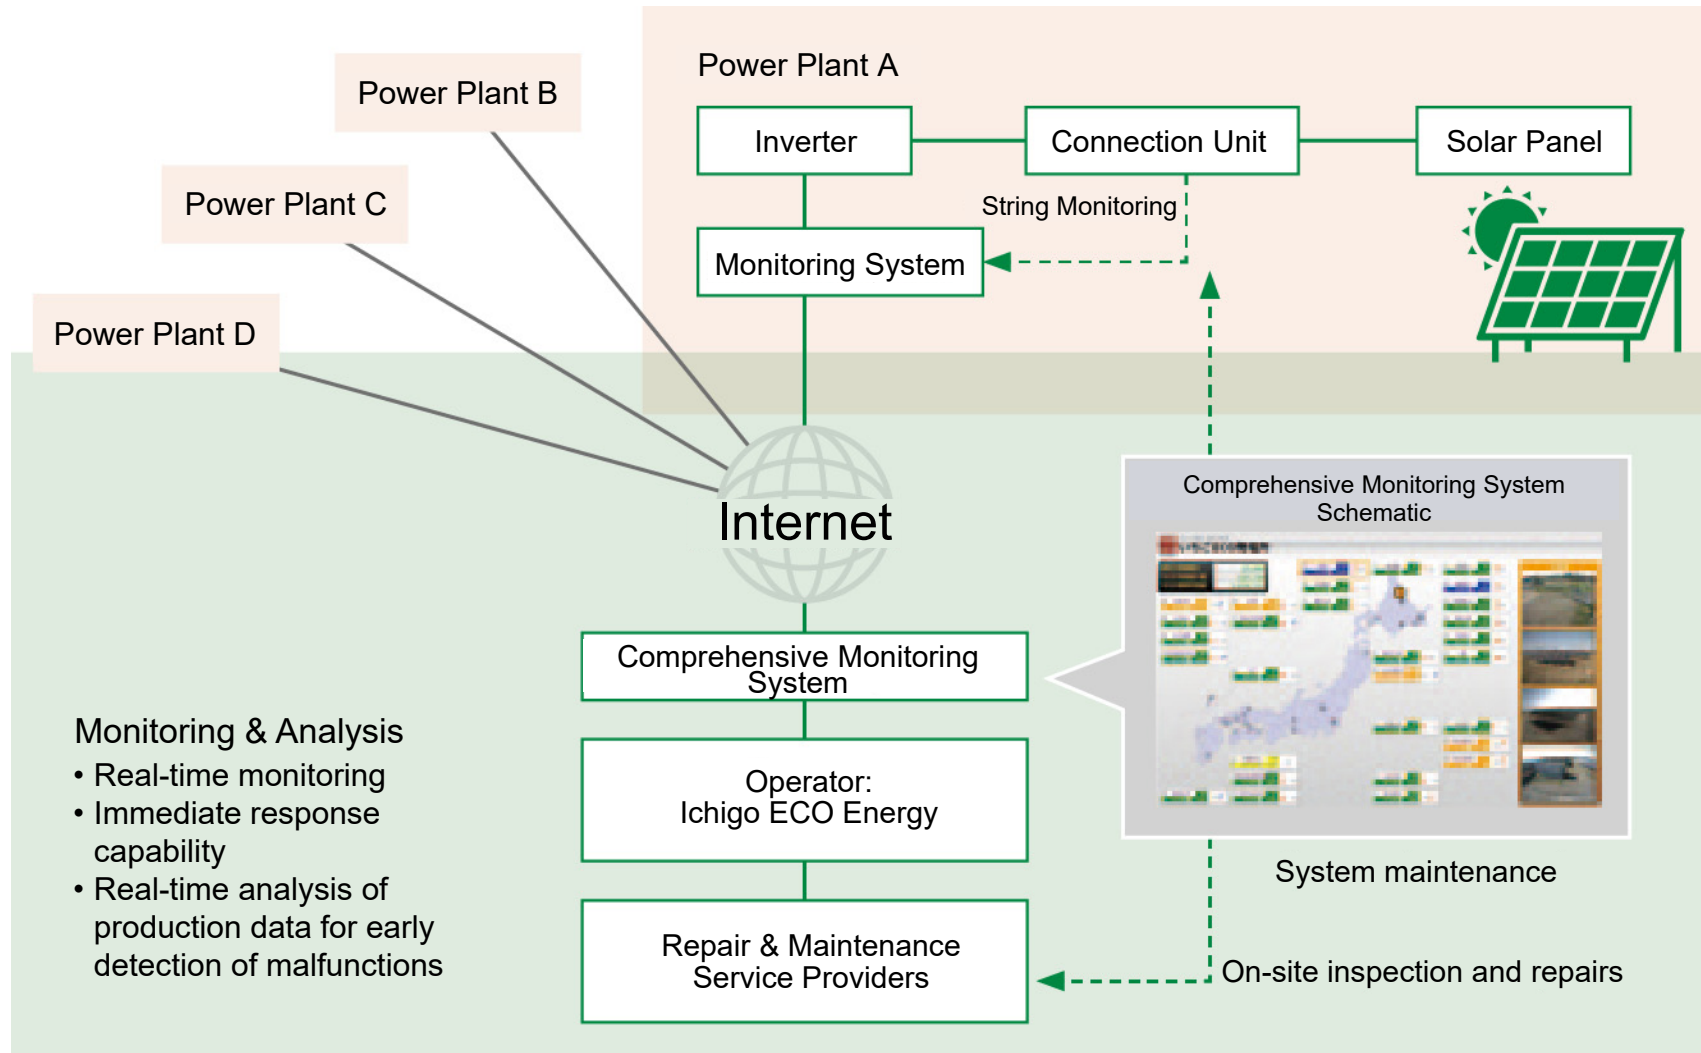 Power Plant A
Power Plant B
Inverter
Connection Unit
Solar Panel
Power Plant C
String Monitoring
Monitoring System
Power Plant D
Internet
Comprehensive Monitoring System
Schematic
Comprehensive Monitoring
System
Monitoring & Analysis
• Real-time monitoring
• Immediate response
capability
• Real-time analysis of
production data for early
detection of malfunctions
Operator:
Ichigo ECO Energy
System maintenance
Repair & Maintenance
Service Providers
On-site inspection and repairs